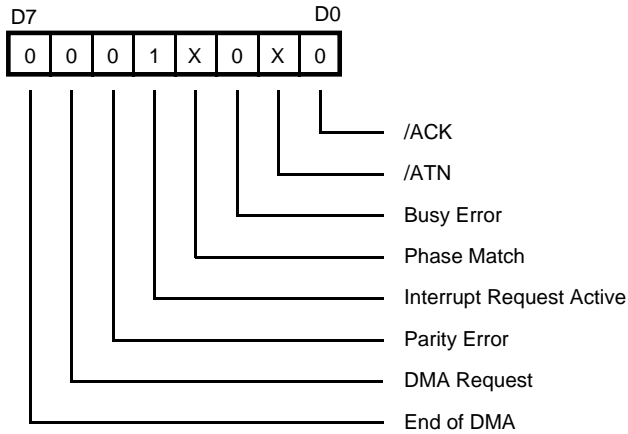 D7 D0
0 0 0 1 X 0 X 0
/ACK
/ATN
Busy Error
Phase Match
Interrupt Request Active
Parity Error
DMA Request
End of DMA